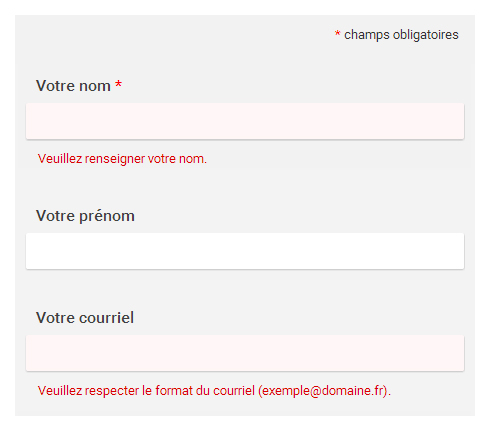 * champs obligatoires
Votre nom *
Veuillez renseigner votre nom.
Votre prénom
Votre courriel
Veuillez respecter le format du courriel (exemple@domaine.fr).